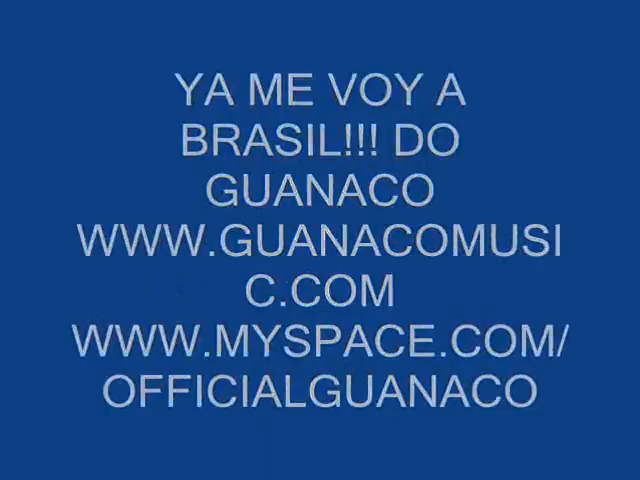 YA ME VOY A
BRASIL!!! DO
GUANACO
WWW.GUANACOMUSI
C.COM
WWW.MYSPACE.COM/
OFFICIALGUANACO